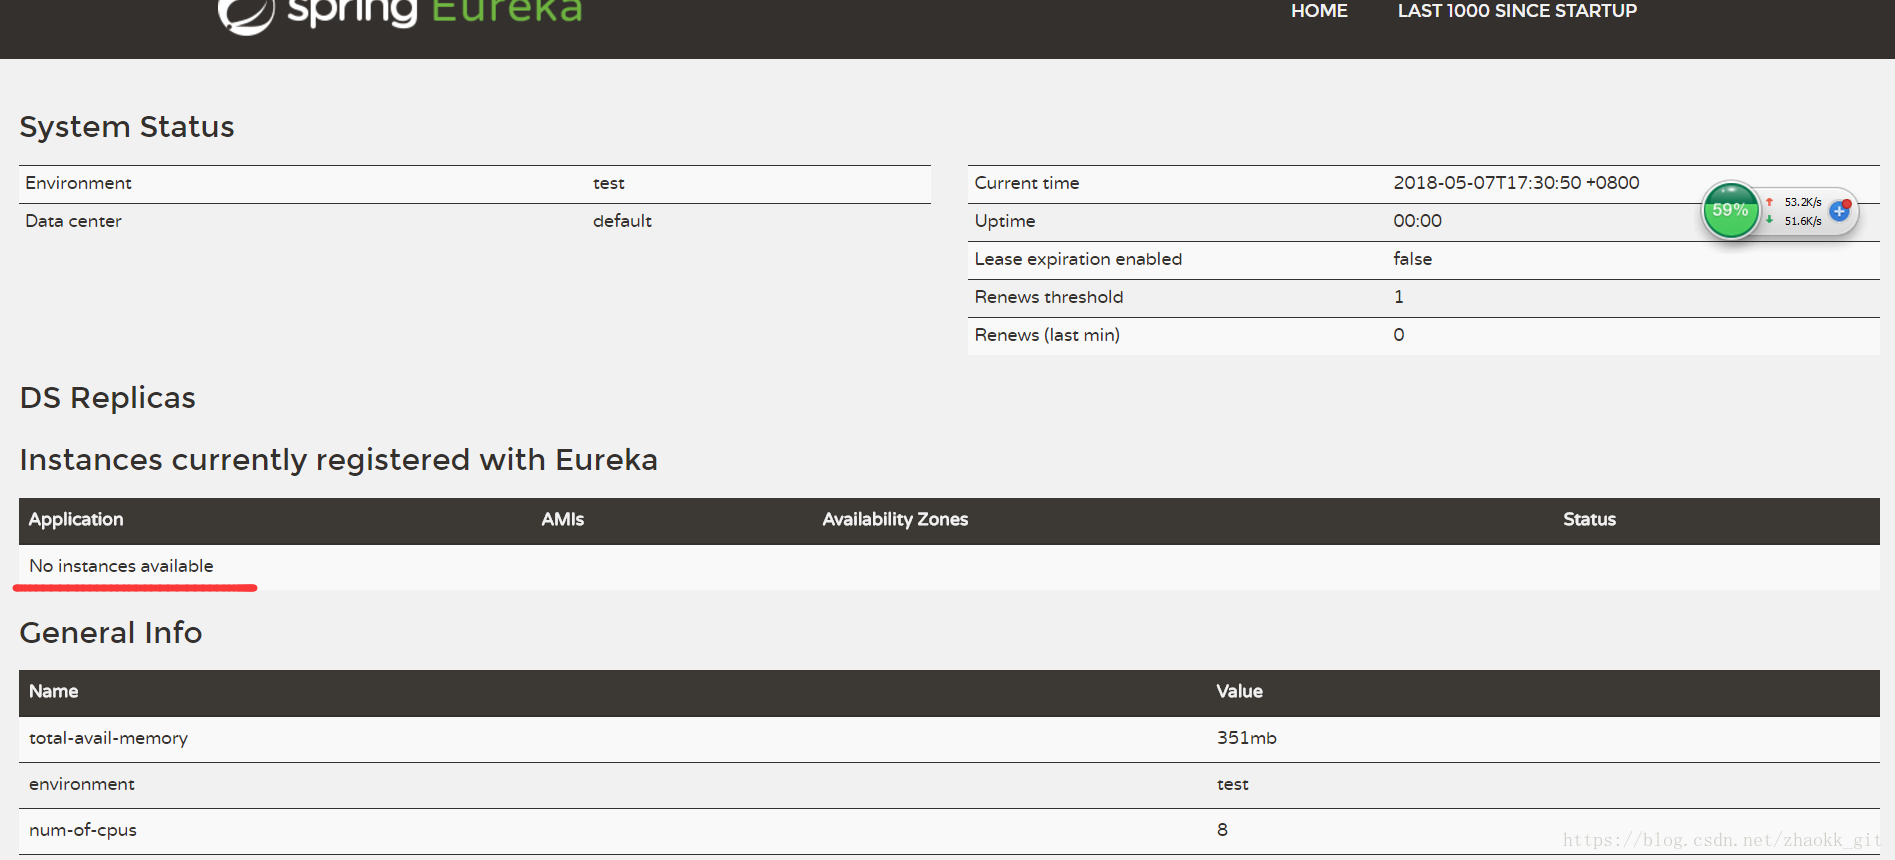 spring Eureka
HOME LAST 1000 SINCE STARTUP
System Status
Environment test
Data center default
Current time 2018-05-07T17:30:50 +0800
Uptime 00:00
Lease expiration enabled false
Renews threshold 1
Renews (last min) 0
59%
53.2K/s
51.6K/s
DS Replicas
Instances currently registered with Eureka
Application AMIs Availability Zones Status
No instances available
General Info
Name Value
total-avail-memory 351mb
environment test
num-of-cpus 8
https://blog.csdn.net/zhaokk_git